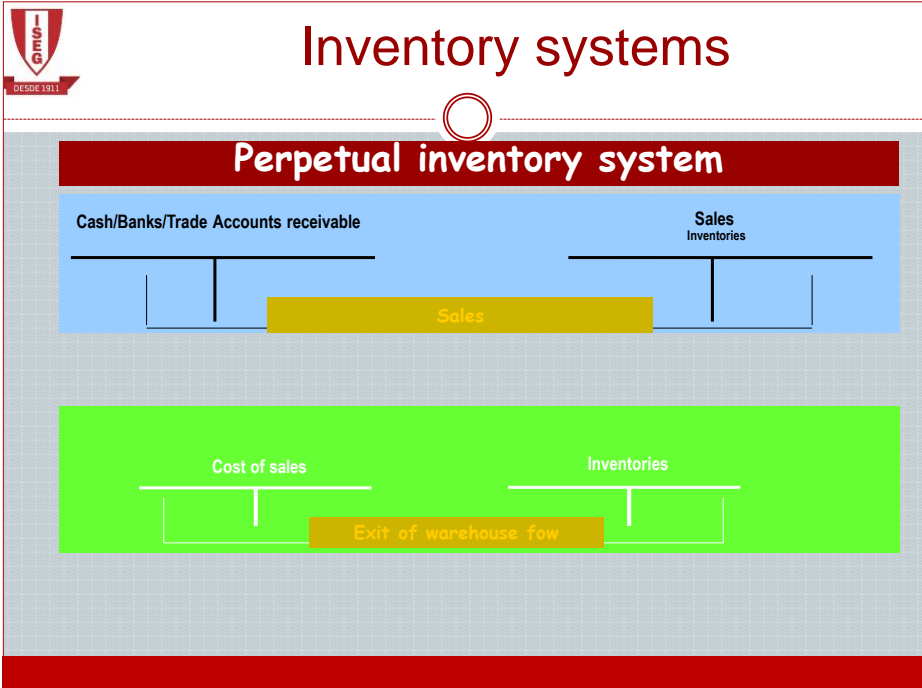 ISEG
DESDE 1911
Inventory systems
Perpetual inventory system
Cash/Banks/Trade Accounts receivable
Sales
Inventories
Sales
Cost of sales
Inventories
Exit of warehouse fow